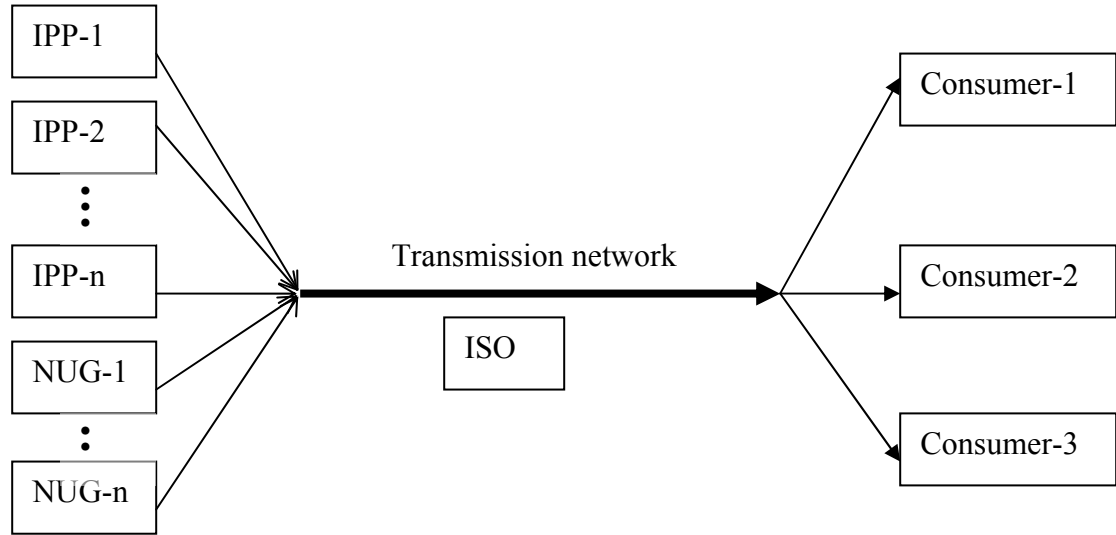 IPP-1
IPP-2
IPP-n
NUG-1
NUG-n
Transmission network
ISO
Consumer-1
Consumer-2
Consumer-3